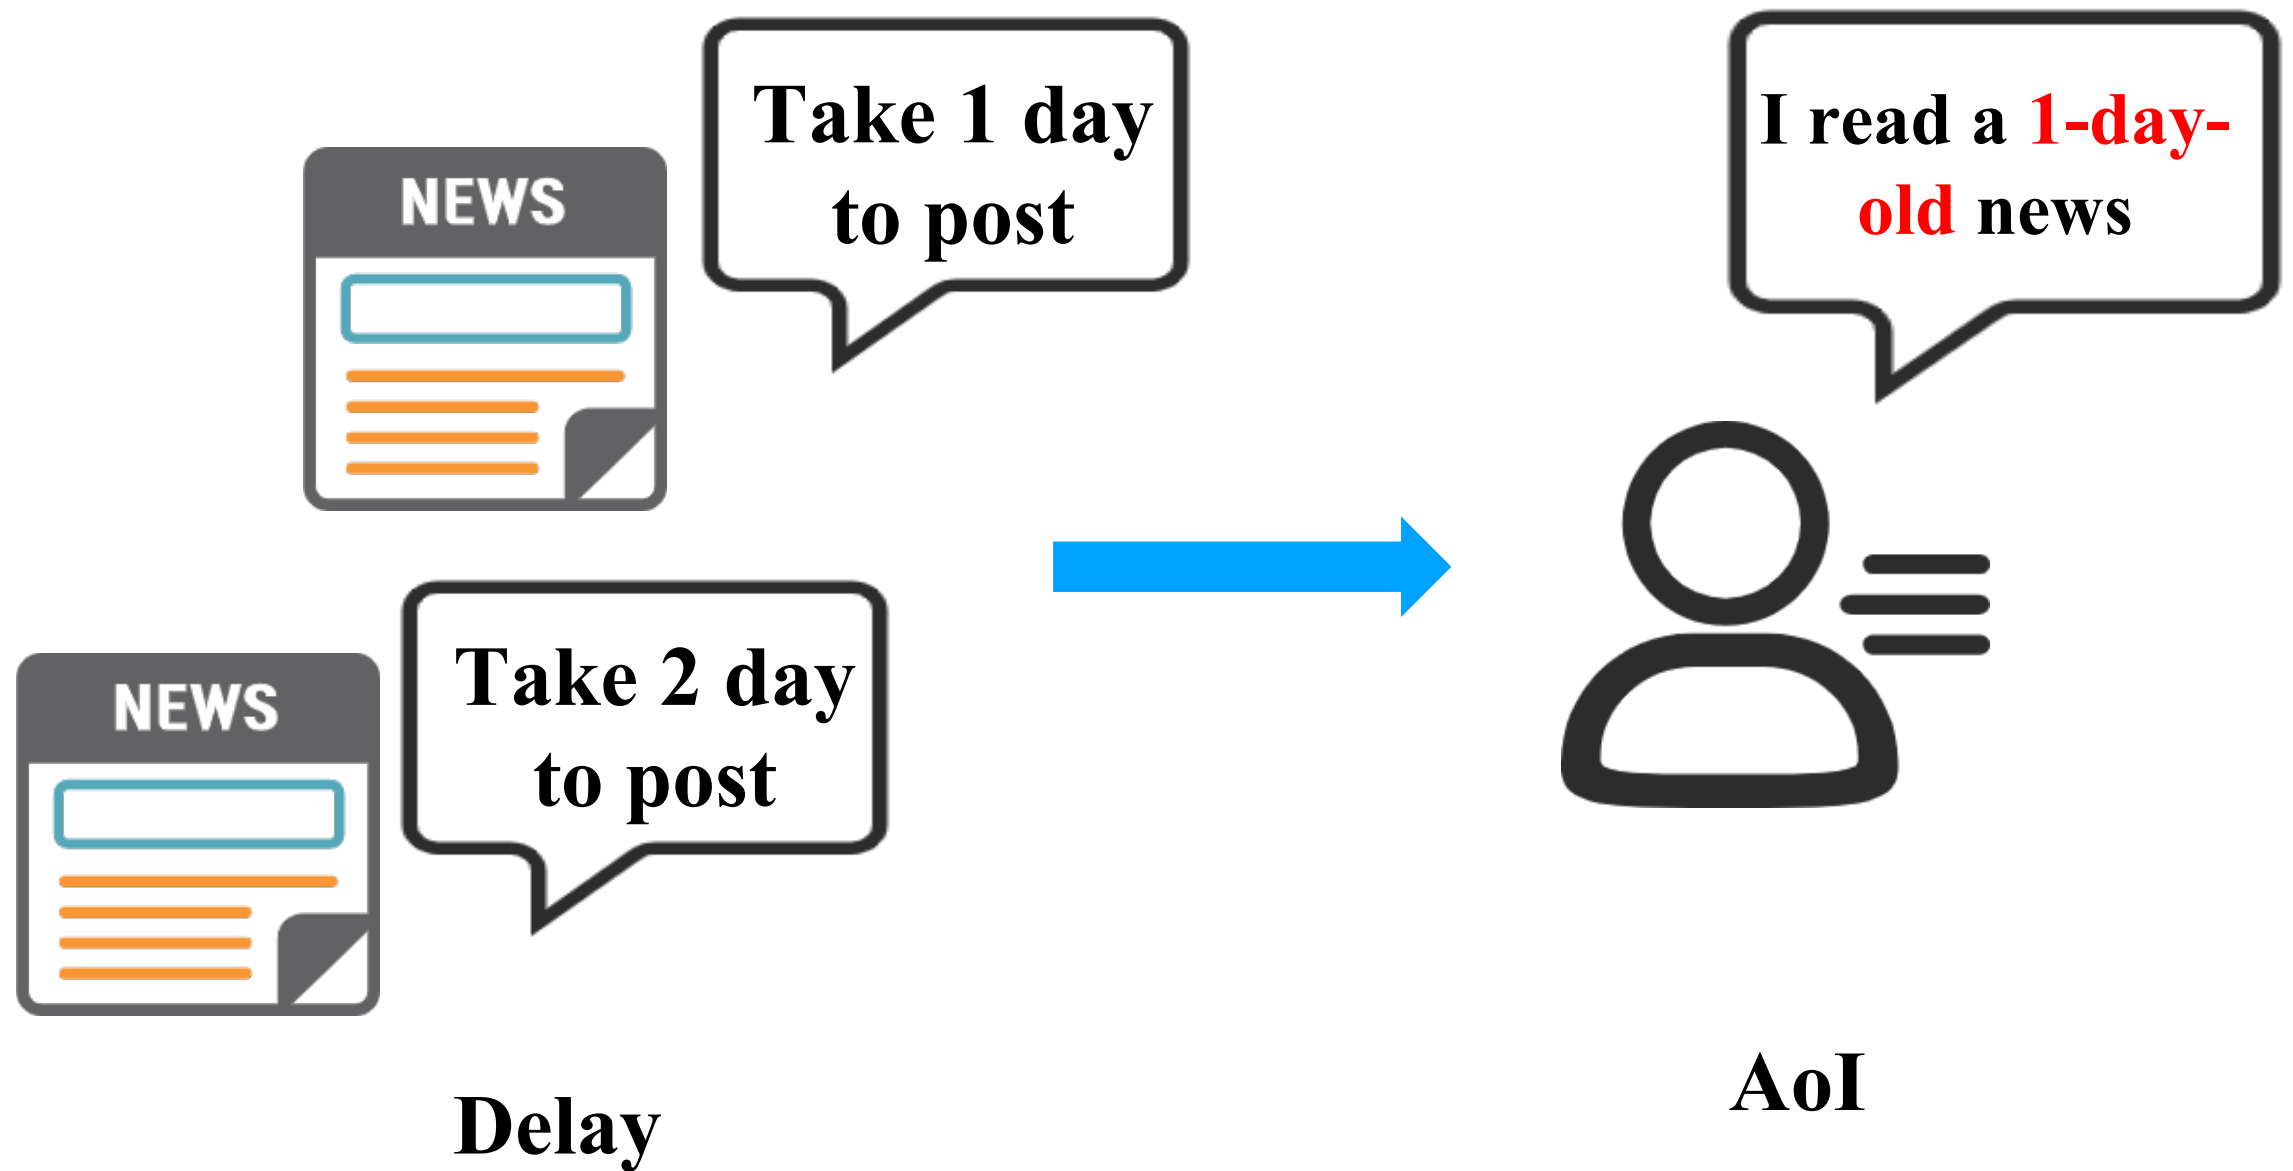 Take 1 day
to post
NEWS
I read a 1-day-
old news
Take 2 day
to post
NEWS
Delay
AoI